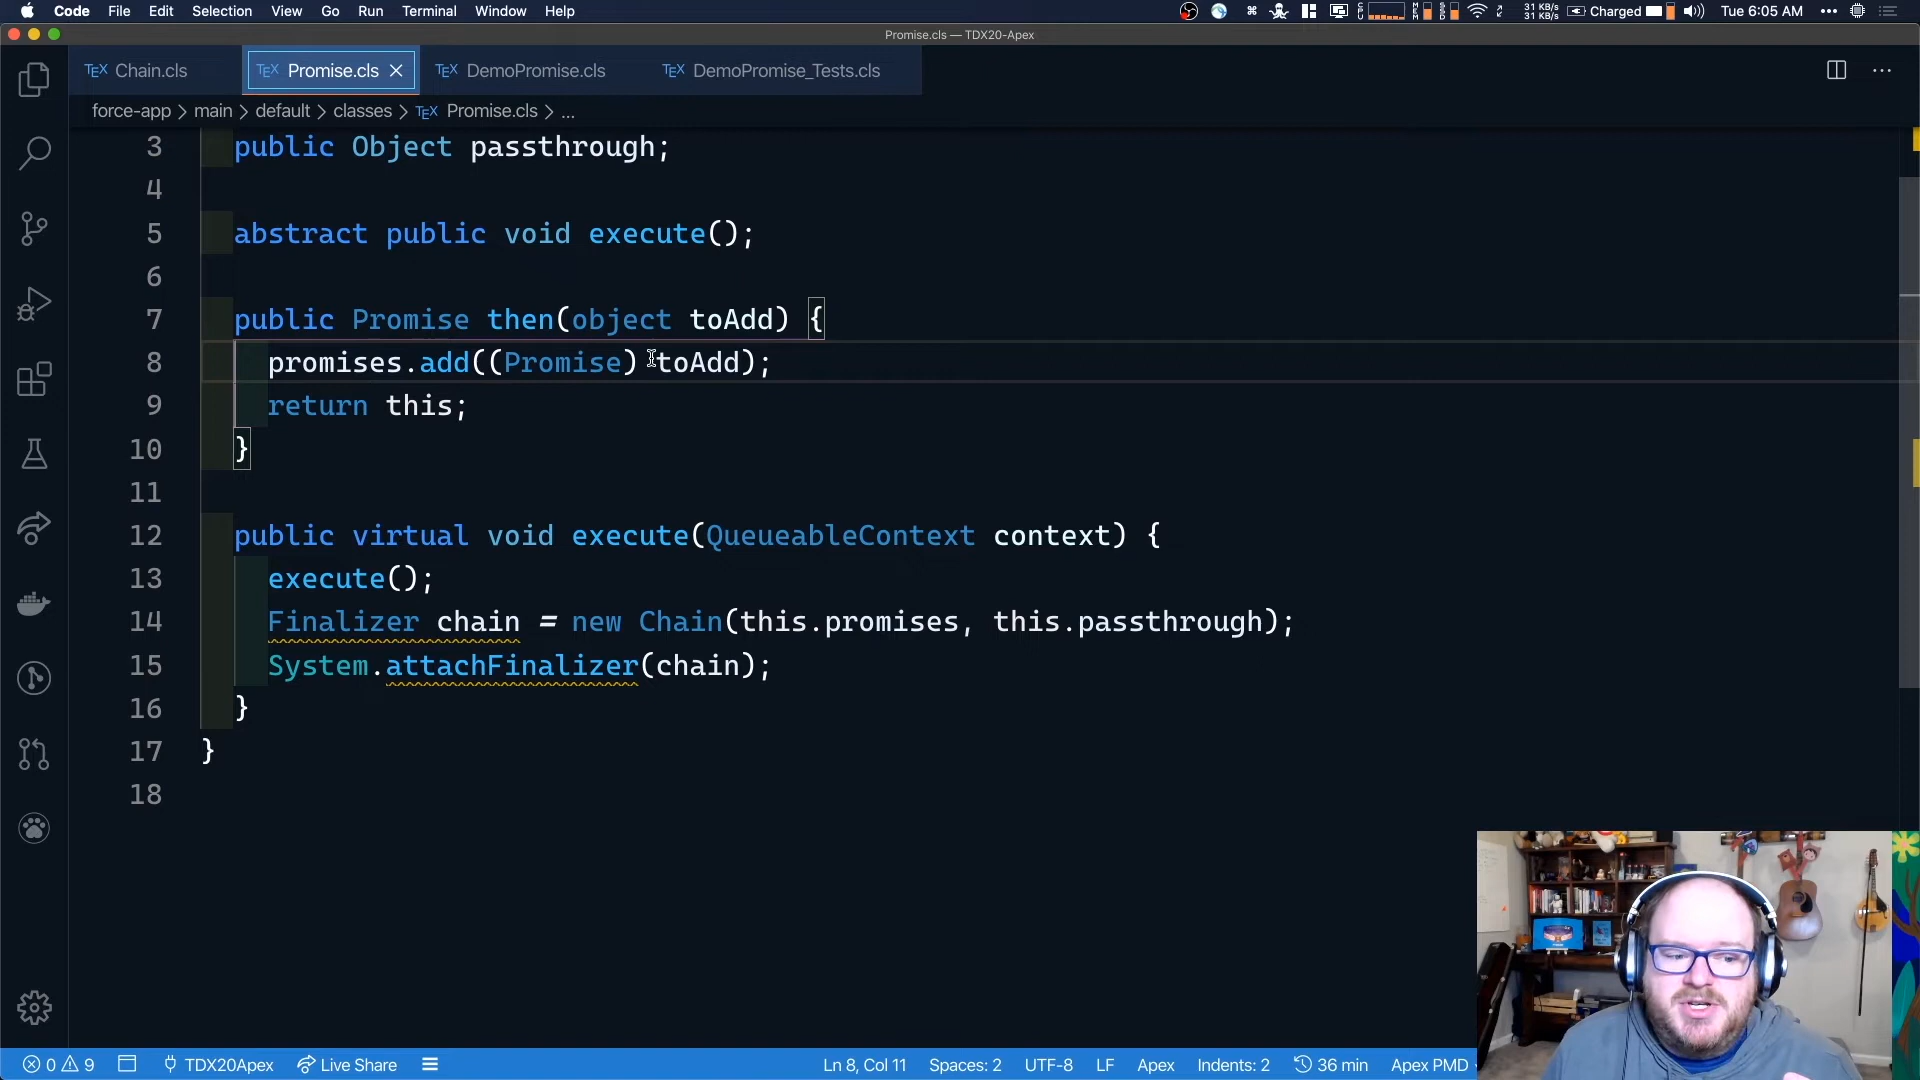 Code File Edit Selection View Go Run Terminal Window Help 31 KB/s 31 KB/s Charged Tue 6:05 AM
Promise.cls — TDX20-Apex
Chain.cls Promise.cls DemoPromise.cls DemoPromise_Tests.cls
force-app > main > default > classes > Promise.cls > ...
3 public Object passthrough;
4
5 abstract public void execute();
6
7 public Promise then(object toAdd) {
8 promises.add((Promise) toAdd);
9 return this;
10 }
11
12 public virtual void execute(QueueableContext context) {
13 execute();
14 Finalizer chain = new Chain(this.promises, this.passthrough);
15 System.attachFinalizer(chain);
16 }
17 }
18
0 9 TDX20Apex Live Share Ln 8, Col 11 Spaces: 2 UTF-8 LF Apex Indents: 2 36 min Apex PMD